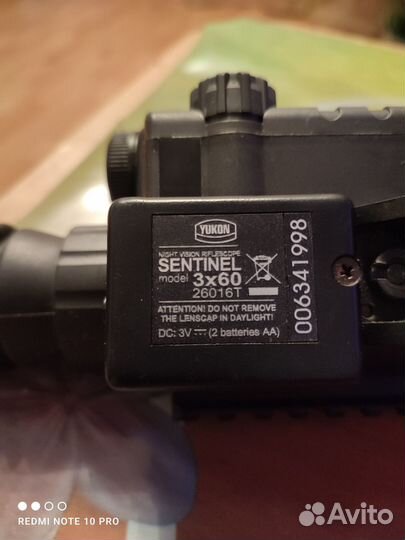 YUKON
NIGHT VISION RIFLESCOPE
SENTINEL
model 3x60
26016T
ATTENTION! DO NOT REMOVE
THE LENSCAP IN DAYLIGHT!
DC: 3V (2 batteries AA)
006341998
REDMI NOTE 10 PRO
Avito